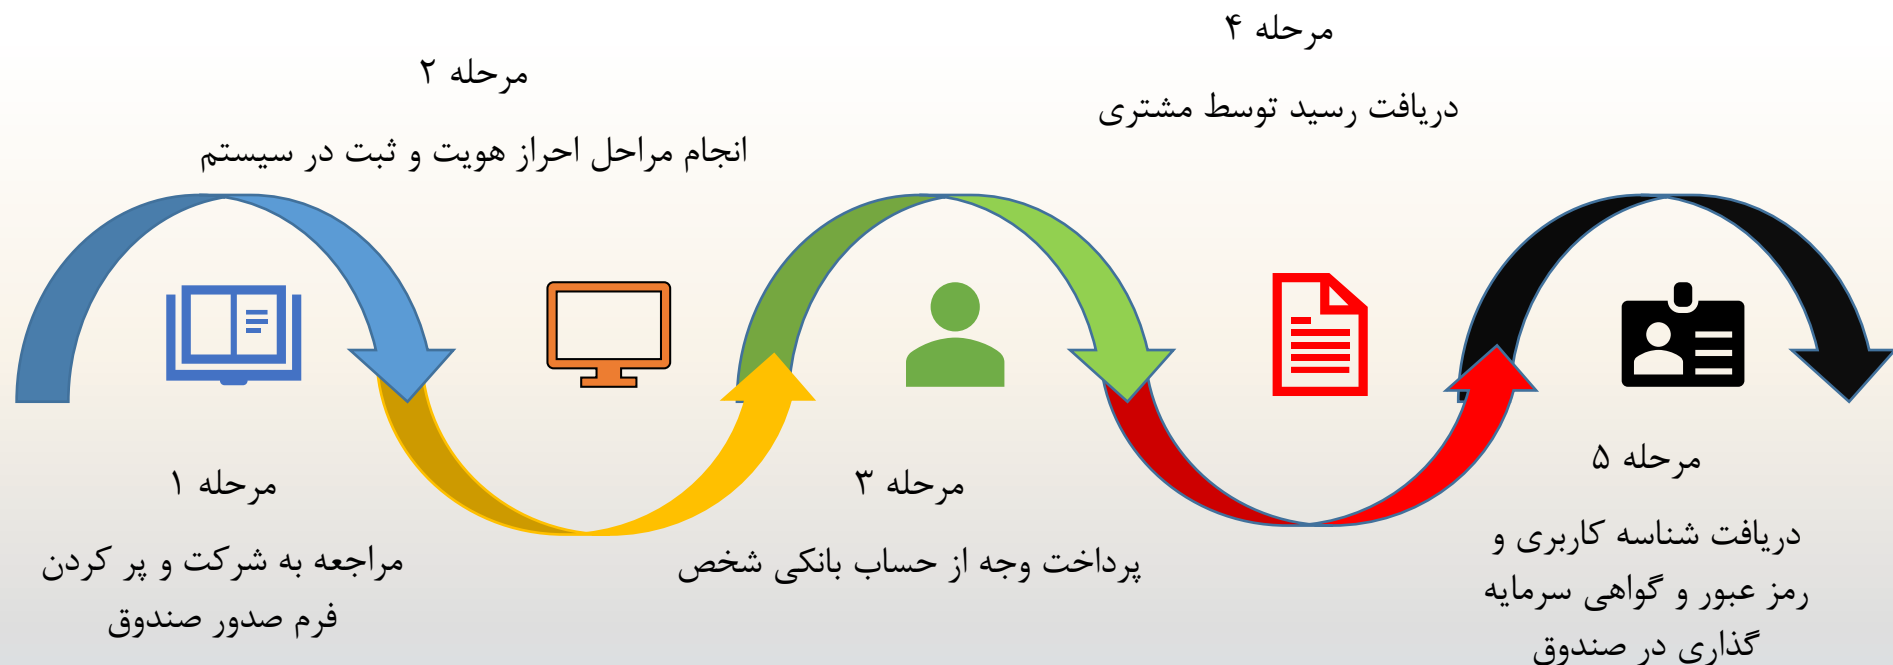 مرحله ۱
مراجعه به شرکت و پر کردن
فرم صدور صندوق
مرحله ۲
انجام مراحل احراز هویت و ثبت در سیستم
مرحله ۳
پرداخت وجه از حساب بانکی شخص
مرحله ۴
دریافت رسید توسط مشتری
مرحله ۵
دریافت شناسه کاربری و
رمز عبور و گواهی سرمایه
گذاری در صندوق